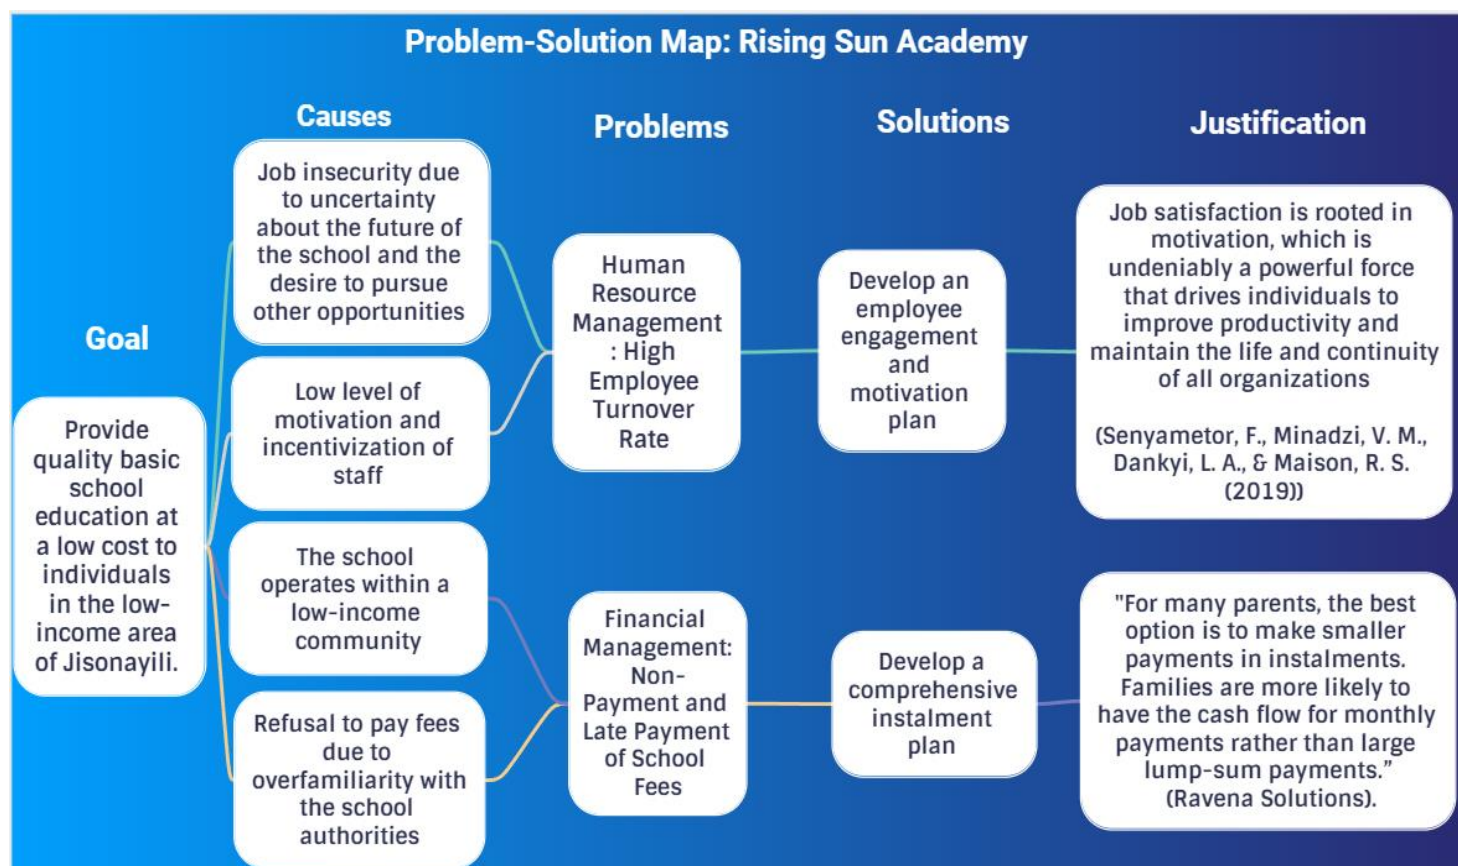 Problem-Solution Map: Rising Sun Academy
Goal
Provide
quality basic
school
education at
a low cost to
individuals
in the low-
income area
of Jisonayili.
Causes
Job insecurity due
to uncertainty
about the future of
the school and the
desire to pursue
other opportunities
Low level of
motivation and
incentivization of
staff
The school
operates within a
low-income
community
Refusal to pay fees
due to
overfamiliarity with
the school
authorities
Problems
Human
Resource
Management
: High
Employee
Turnover
Rate
Financial
Management:
Non-
Payment and
Late Payment
of School
Fees
Solutions
Develop an
employee
engagement
and
motivation
plan
Develop a
comprehensive
instalment
plan
Justification
Job satisfaction is rooted in
motivation, which is
undeniably a powerful force
that drives individuals to
improve productivity and
maintain the life and continuity
of all organizations
(Senyametor, F., Minadzi, V. M.,
Dankyi, L. A., & Maison, R. S.
(2019))
"For many parents, the best
option is to make smaller
payments in instalments.
Families are more likely to
have the cash flow for monthly
payments rather than large
lump-sum payments.”
(Ravena Solutions).